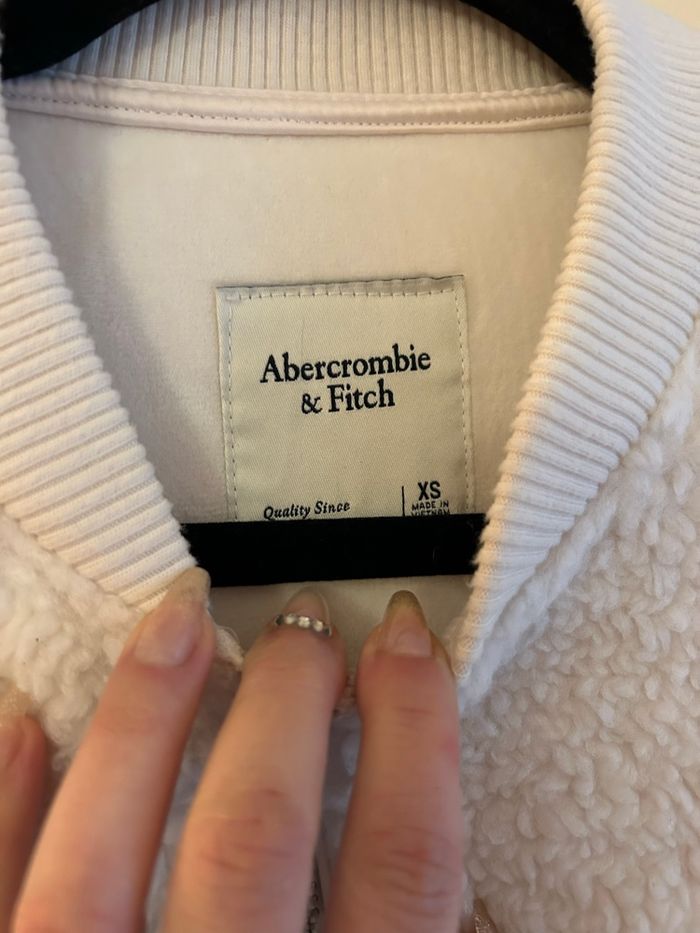 Abercrombie
& Fitch
Quality Since
XS
MADE IN
VIETNAM